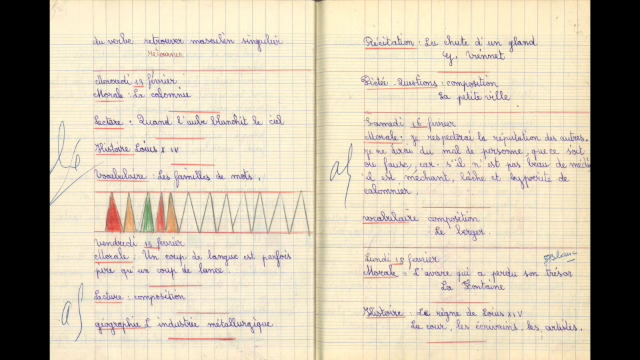 du verbe retrouver masculin singulier
retrouver
Mercredi 13 février
Morale : La calomnie
Lecture : Quand l'aube blanchit le ciel
Histoire Louis XIV
Vocabulaire : Les familles de mots.
Vendredi 15 février
Morale : Un coup de langue est parfois
pire qu'un coup de lance.
Lecture : composition
géographie L'industrie métallurgique
Récitation : La chute d'un gland
Dictée - Questions : composition
La petite ville
Samedi 16 février
Morale : je respecterai la réputation des autres.
je ne dirai du mal de personne, que ce soit
ou fausse, car s'il n'est pas beau de
il est méchant, lâche et hypocrite de
calomnier.
vocabulaire composition
Le berger.
Lundi 18 février
Morale = L'avare qui a perdu son trésor
La Fontaine
Histoire : Le règne de Louis XIV
La cour, les écrivains, les artistes.